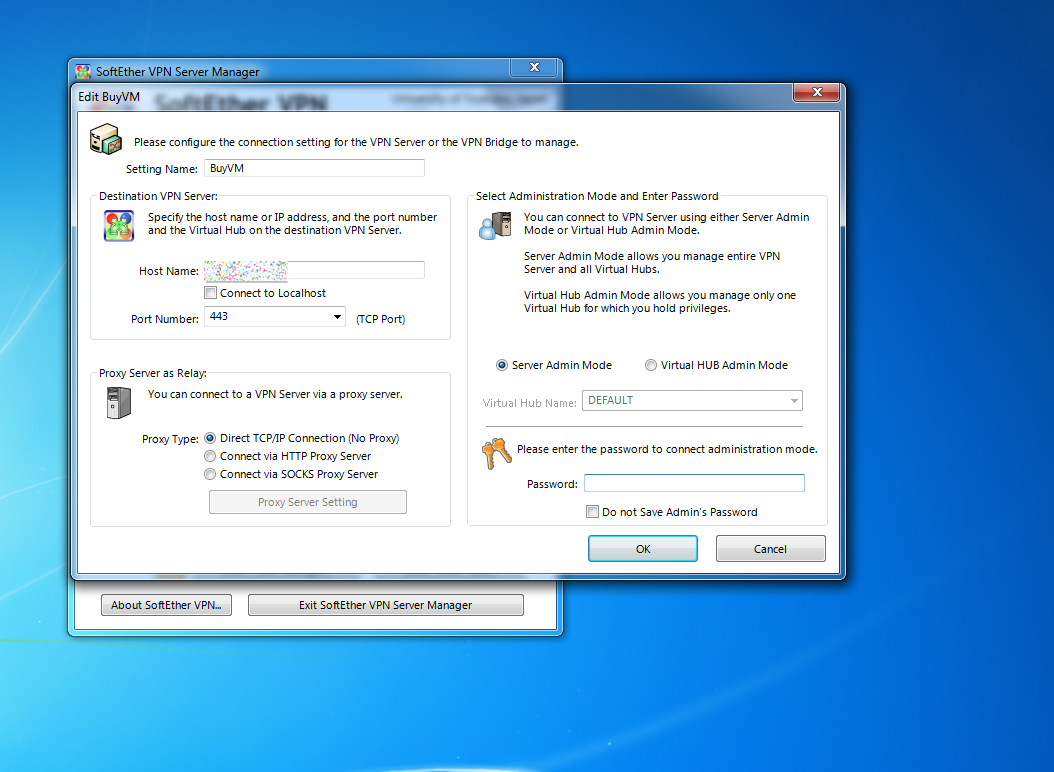 SoftEther VPN Server Manager
Edit BuyVM
SoftEther VPN
Please configure the connection setting for the VPN Server or the VPN Bridge to manage.
Setting Name: BuyVM
Destination VPN Server:
Specify the host name or IP address, and the port number
and the Virtual Hub on the destination VPN Server.
Host Name:
Connect to Localhost
Port Number: 443 (TCP Port)
Proxy Server as Relay:
You can connect to a VPN Server via a proxy server.
Proxy Type: Direct TCP/IP Connection (No Proxy)
Connect via HTTP Proxy Server
Connect via SOCKS Proxy Server
Proxy Server Setting
Select Administration Mode and Enter Password
You can connect to VPN Server using either Server Admin
Mode or Virtual Hub Admin Mode.
Server Admin Mode allows you manage entire VPN
Server and all Virtual Hubs.
Virtual Hub Admin Mode allows you manage only one
Virtual Hub for which you hold privileges.
Server Admin Mode Virtual HUB Admin Mode
Virtual Hub Name: DEFAULT
Please enter the password to connect administration mode.
Password:
Do not Save Admin's Password
OK Cancel
About SoftEther VPN... Exit SoftEther VPN Server Manager